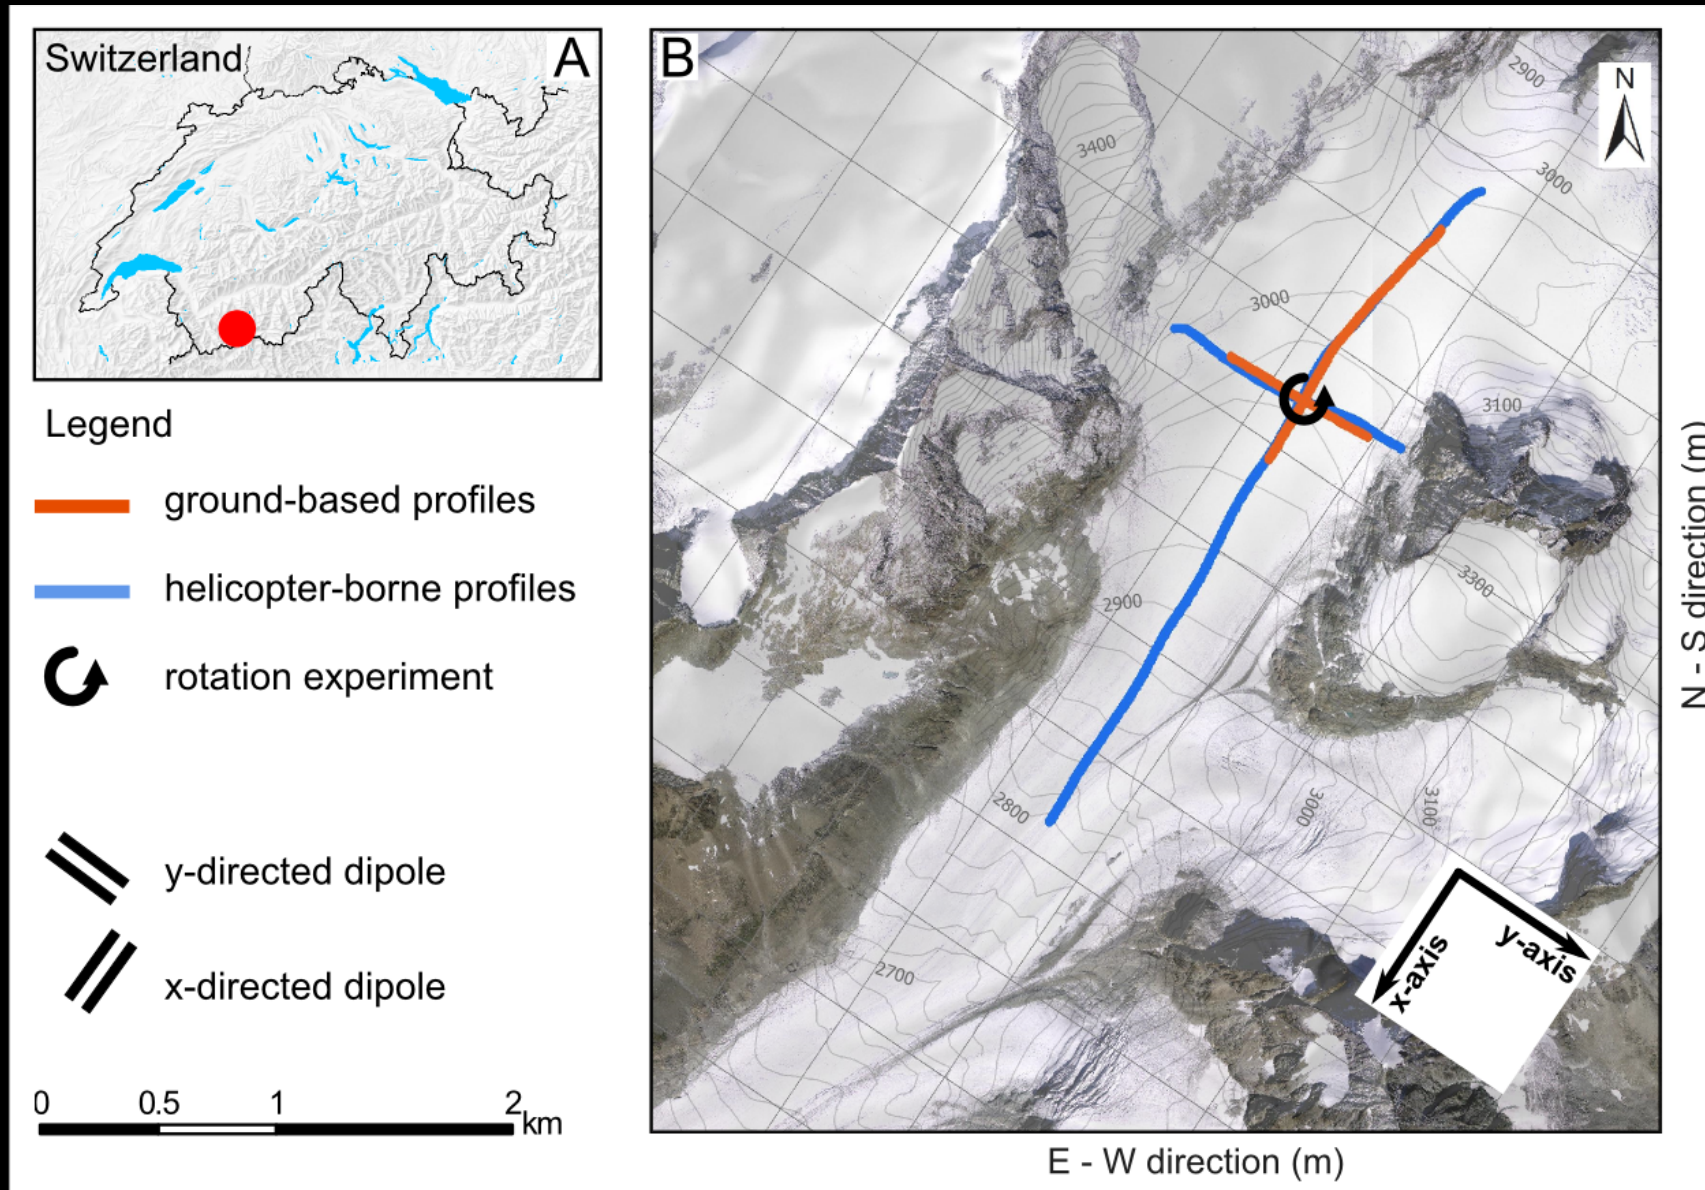 Switzerland
A
Legend
ground-based profiles
helicopter-borne profiles
rotation experiment
y-directed dipole
x-directed dipole
0 0.5 1 2 km
B
N
2900
3400
3000
3000
3100
3300
2900
2800
3000
3100
2700
x-axis
y-axis
E - W direction (m)
N - S direction (m)